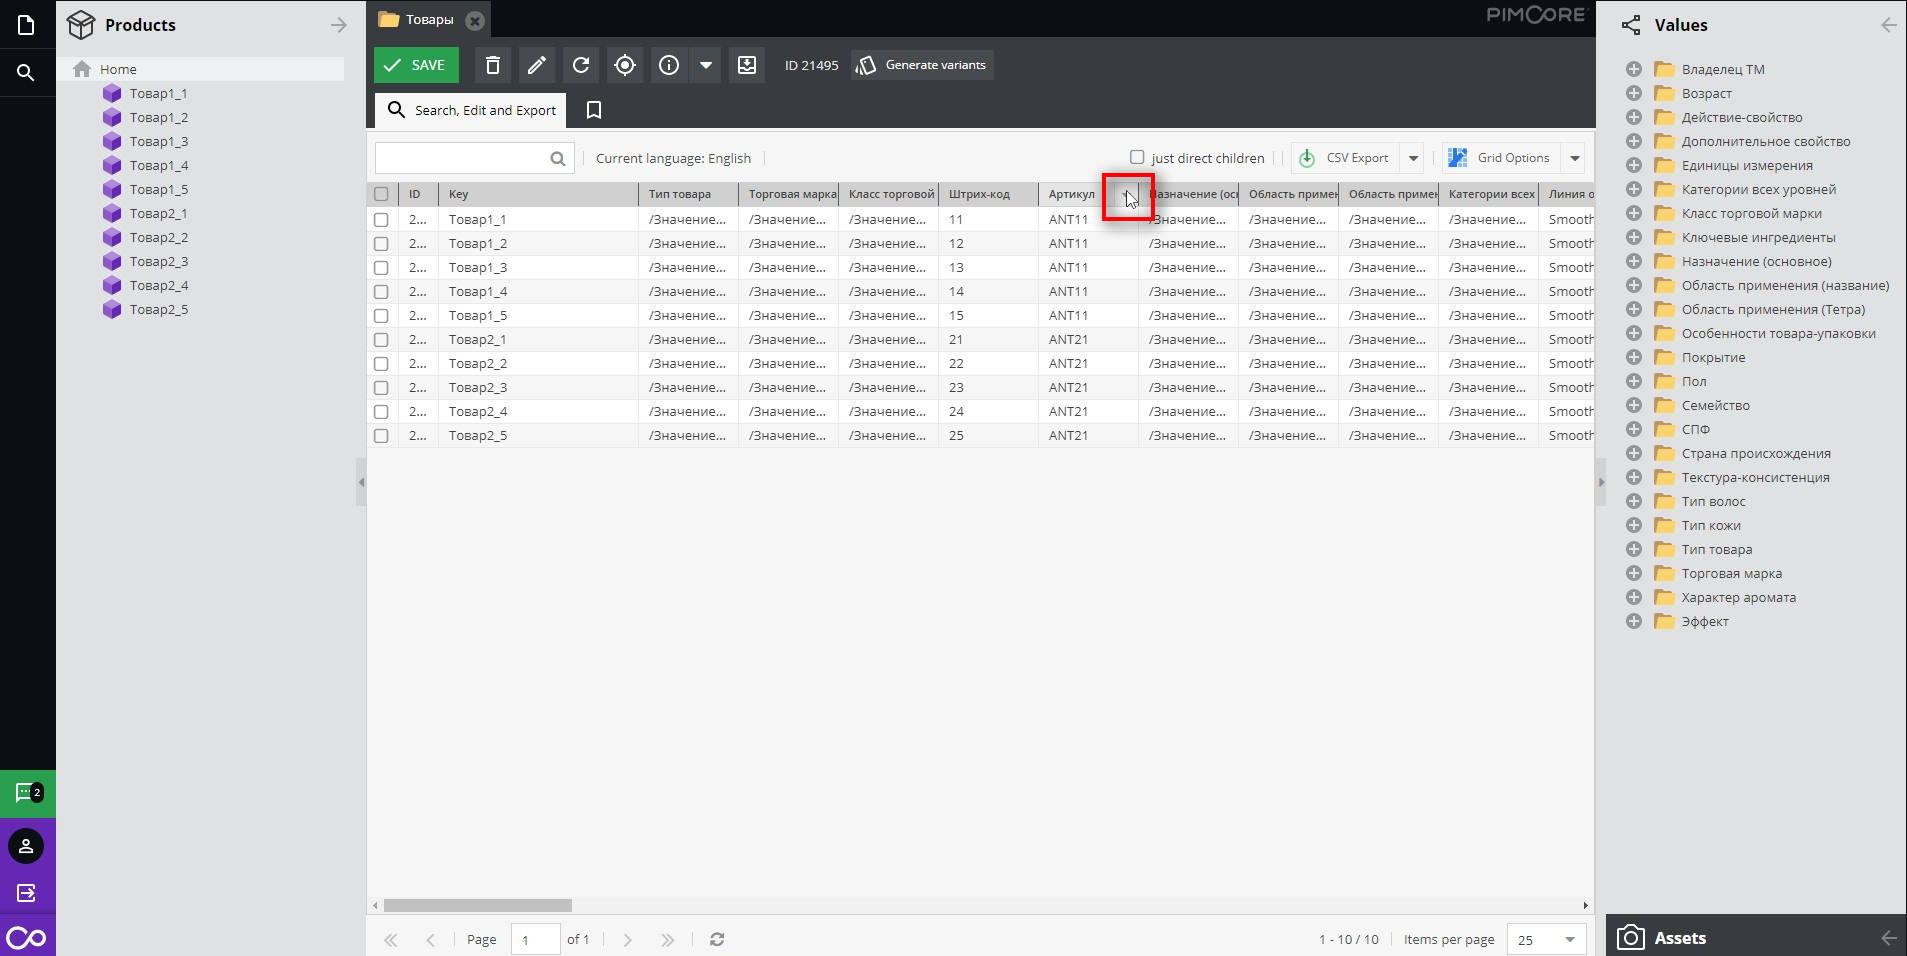 Products
Home
Товар1_1
Товар1_2
Товар1_3
Товар1_4
Товар1_5
Товар2_1
Товар2_2
Товар2_3
Товар2_4
Товар2_5
2
Товары
PIMCORE
SAVE
ID 21495
Generate variants
Search, Edit and Export
Current language: English
just direct children
CSV Export
Grid Options
ID Key Тип товара Торговая марка Класс торговой Штрих-код Артикул Назначение (осн Область примен Область примен Категории всех Линия о
2... Товар1_1 /Значение... /Значение... /Значение... 11 ANT11 /Значение... /Значение... /Значение... /Значение... Smooth
2... Товар1_2 /Значение... /Значение... /Значение... 12 ANT11 /Значение... /Значение... /Значение... /Значение... Smooth
2... Товар1_3 /Значение... /Значение... /Значение... 13 ANT11 /Значение... /Значение... /Значение... /Значение... Smooth
2... Товар1_4 /Значение... /Значение... /Значение... 14 ANT11 /Значение... /Значение... /Значение... /Значение... Smooth
2... Товар1_5 /Значение... /Значение... /Значение... 15 ANT11 /Значение... /Значение... /Значение... /Значение... Smooth
2... Товар2_1 /Значение... /Значение... /Значение... 21 ANT21 /Значение... /Значение... /Значение... /Значение... Smooth
2... Товар2_2 /Значение... /Значение... /Значение... 22 ANT21 /Значение... /Значение... /Значение... /Значение... Smooth
2... Товар2_3 /Значение... /Значение... /Значение... 23 ANT21 /Значение... /Значение... /Значение... /Значение... Smooth
2... Товар2_4 /Значение... /Значение... /Значение... 24 ANT21 /Значение... /Значение... /Значение... /Значение... Smooth
2... Товар2_5 /Значение... /Значение... /Значение... 25 ANT21 /Значение... /Значение... /Значение... /Значение... Smooth
Page 1 of 1
1 - 10 / 10 Items per page 25
Values
Владелец ТМ
Возраст
Действие-свойство
Дополнительное свойство
Единицы измерения
Категории всех уровней
Класс торговой марки
Ключевые ингредиенты
Назначение (основное)
Область применения (название)
Область применения (Тетра)
Особенности товара-упаковки
Покрытие
Пол
Семейство
СПФ
Страна происхождения
Текстура-консистенция
Тип волос
Тип кожи
Тип товара
Торговая марка
Характер аромата
Эффект
Assets